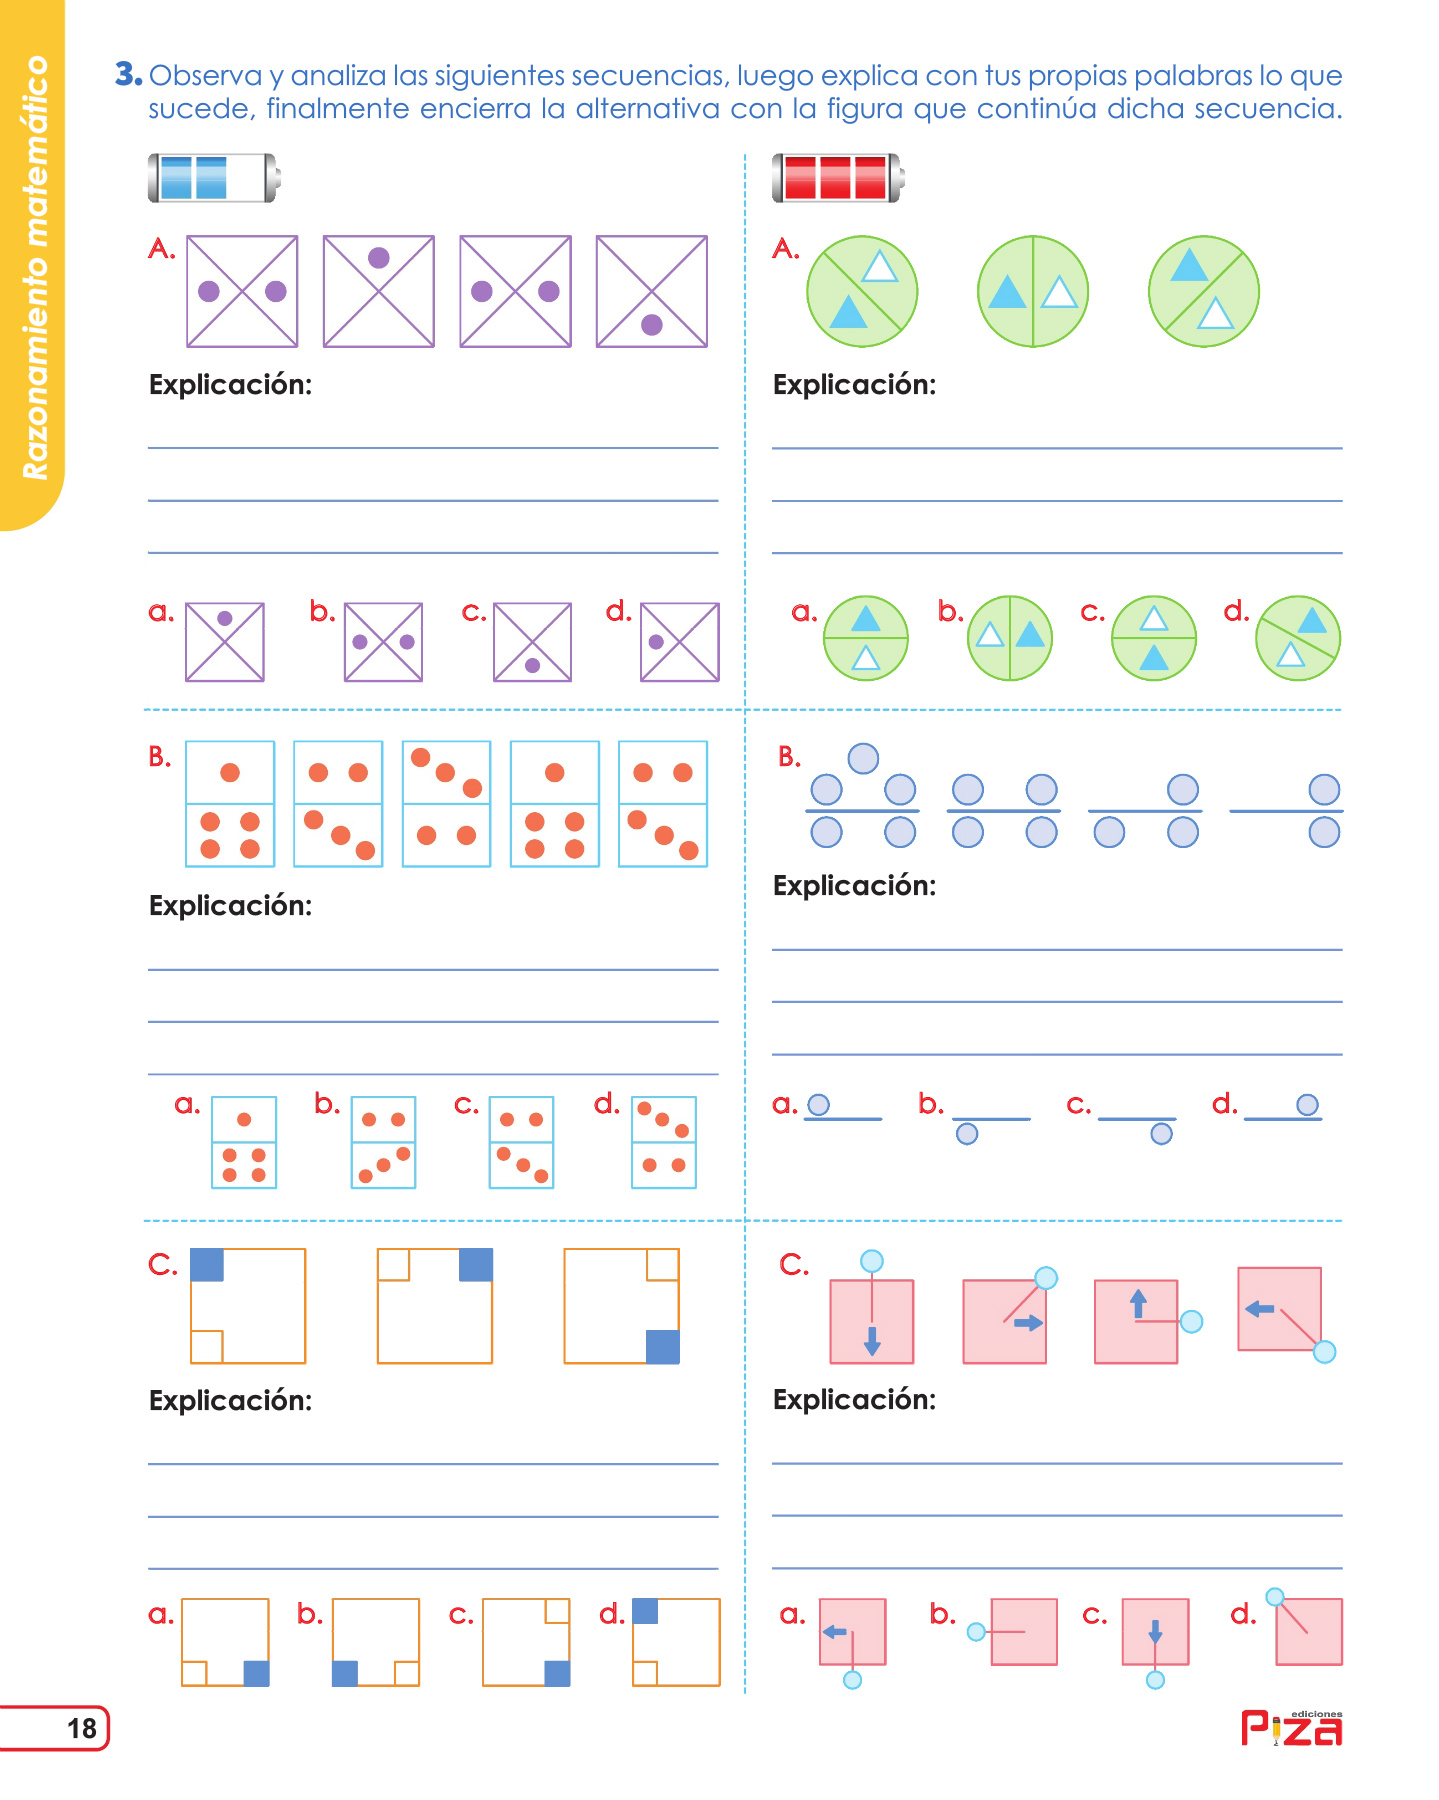 Razonamiento matemático
3. Observa y analiza las siguientes secuencias, luego explica con tus propias palabras lo que
sucede, finalmente encierra la alternativa con la figura que continúa dicha secuencia.
A.
Explicación:
a. b. c. d.
B.
Explicación:
a. b. c. d.
C.
Explicación:
a. b. c. d.
A.
Explicación:
a. b. c. d.
B.
Explicación:
a. b. c. d.
C.
Explicación:
a. b. c. d.
18
ediciones
Piza